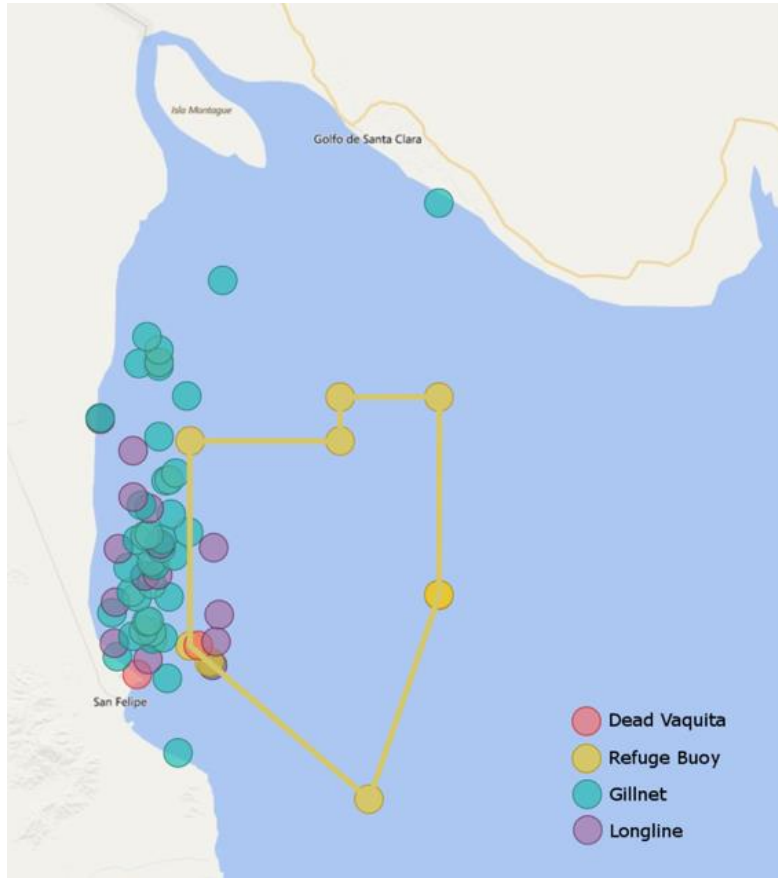 Isla Montague
Golfo de Santa Clara
San Felipe
Dead Vaquita
Refuge Buoy
Gillnet
Longline